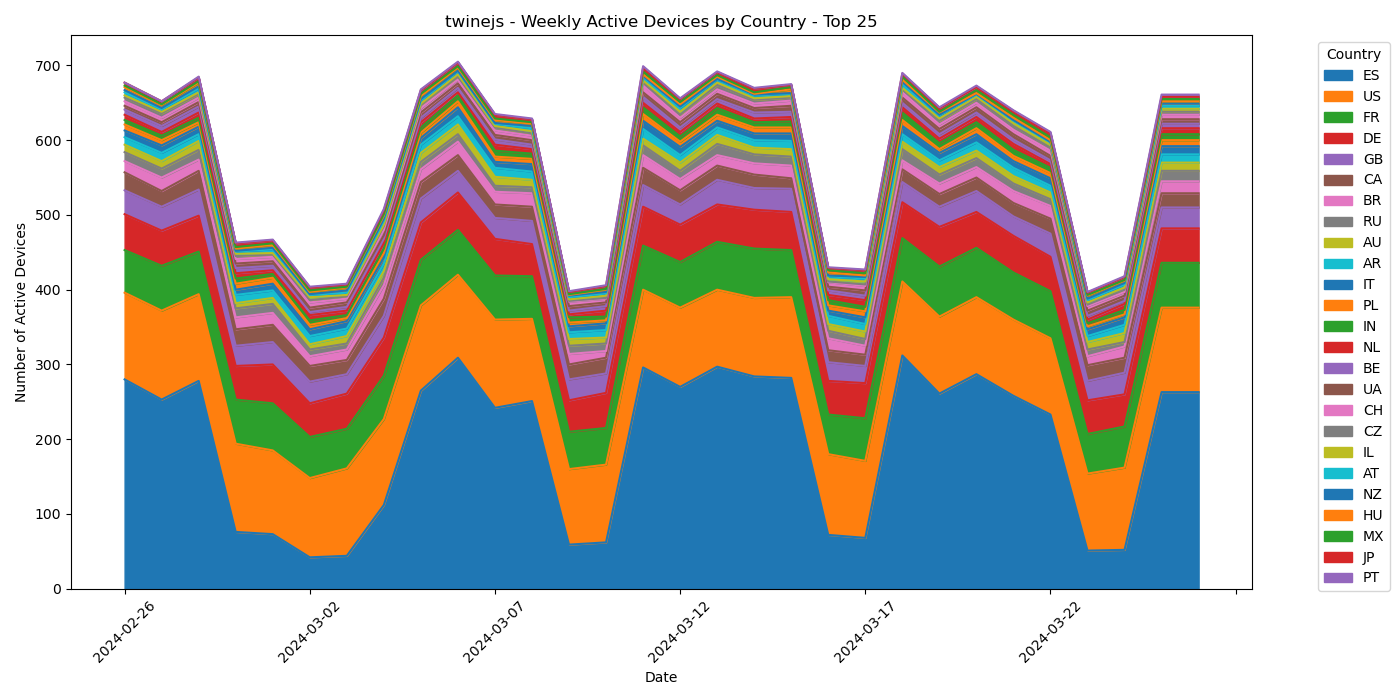 twinejs - Weekly Active Devices by Country - Top 25
Number of Active Devices
700
600
500
400
300
200
100
0
2024-02-26
2024-03-02
2024-03-07
2024-03-12
2024-03-17
2024-03-22
Date
Country
ES
US
FR
DE
GB
CA
BR
RU
AU
AR
IT
PL
IN
NL
BE
UA
CH
CZ
IL
AT
NZ
HU
MX
JP
PT